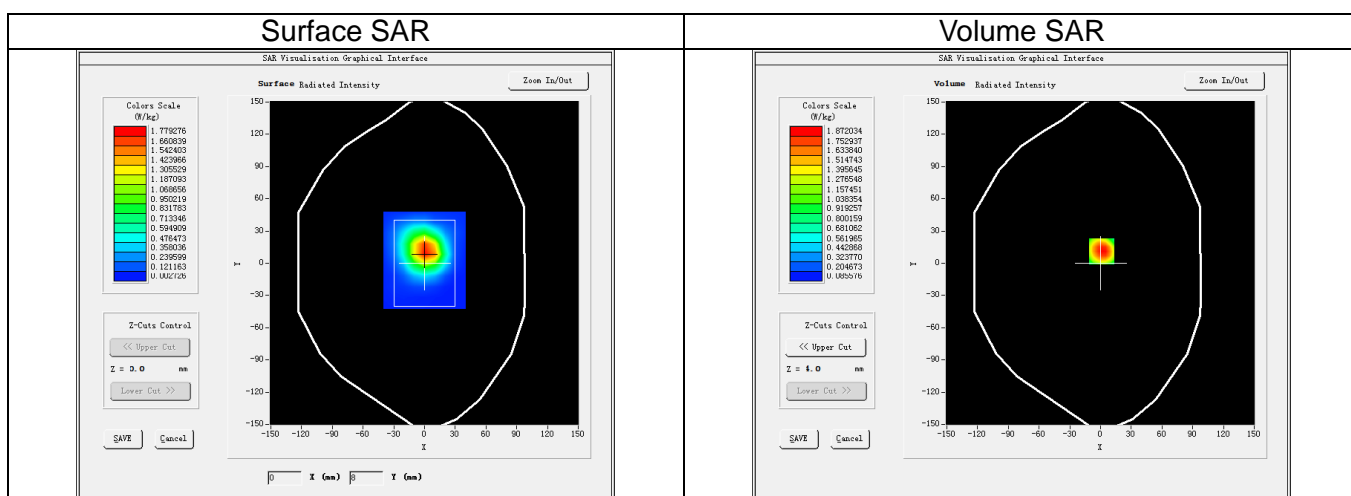 Surface SAR
Volume SAR
SAR Visualisation Graphical Interface
Surface Radiated Intensity
Zoom In/Out
Colors Scale
(W/kg)
1.779276
1.660839
1.542403
1.423966
1.305529
1.187093
1.068656
0.950219
0.831783
0.713346
0.594909
0.476473
0.358036
0.239599
0.121163
0.002726
150
120
90
60
30
0
-30
-60
-90
-120
-150
Y
-150 -120 -90 -60 -30 0 30 60 90 120 150
X
Z-Cuts Control
<< Upper Cut
Z = 0.0 mm
Lower Cut >>
SAVE Cancel
0 X (mm) 8 Y (mm)
SAR Visualisation Graphical Interface
Volume Radiated Intensity
Zoom In/Out
Colors Scale
(W/kg)
1.872034
1.752937
1.633840
1.514743
1.395645
1.276548
1.157451
1.038354
0.919257
0.800159
0.681062
0.561965
0.442868
0.323770
0.204673
0.085576
150
120
90
60
30
0
-30
-60
-90
-120
-150
Y
-150 -120 -90 -60 -30 0 30 60 90 120 150
X
Z-Cuts Control
<< Upper Cut
Z = 4.0 mm
Lower Cut >>
SAVE Cancel